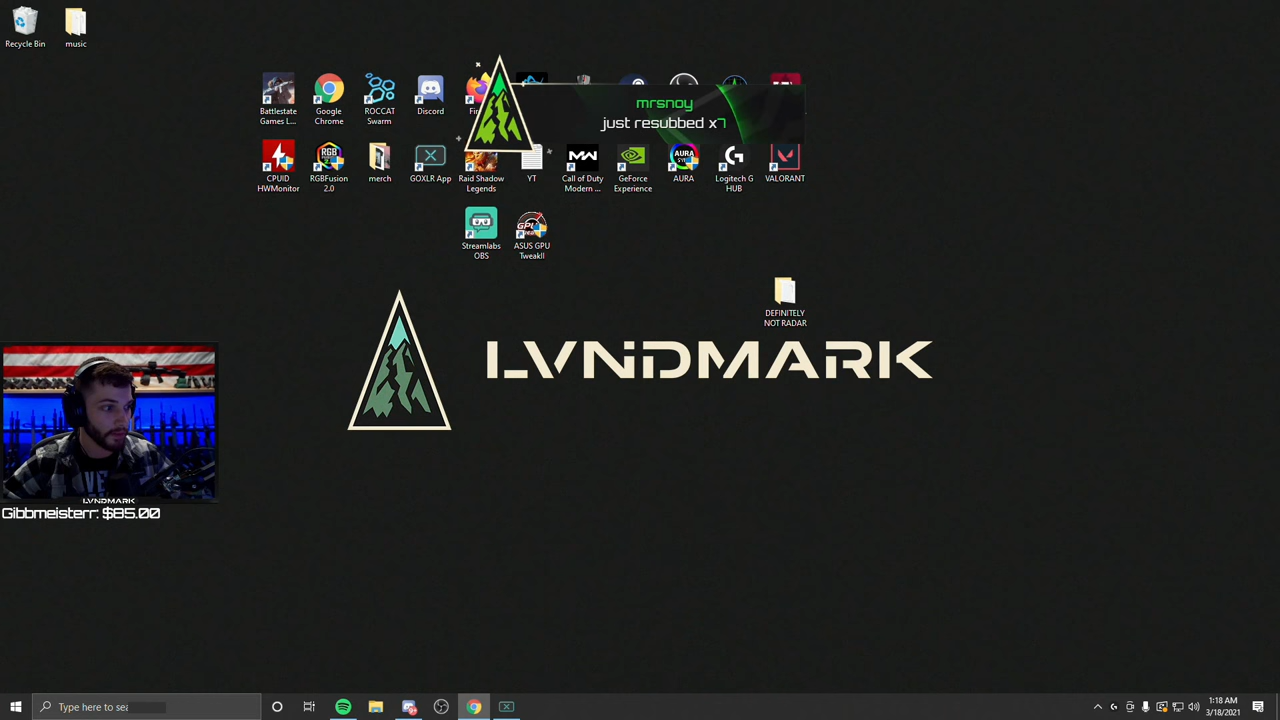 Recycle Bin
music
mrsnoy
just resubbed x7
Battlestate
Games L...
Google
Chrome
ROCCAT
Swarm
Discord
CPUID
HWMonitor
RGBFusion
2.0
merch
GOXLR App
Raid Shadow
Legends
YT
Call of Duty
Modern ...
GeForce
Experience
AURA
Logitech G
HUB
VALORANT
Streamlabs
OBS
ASUS GPU
TweakII
DEFINITELY
NOT RADAR
LVNDMARK
LVNDMARK
Gibbmeisterr: $85.00
Type here to sea
1:18 AM
3/18/2021